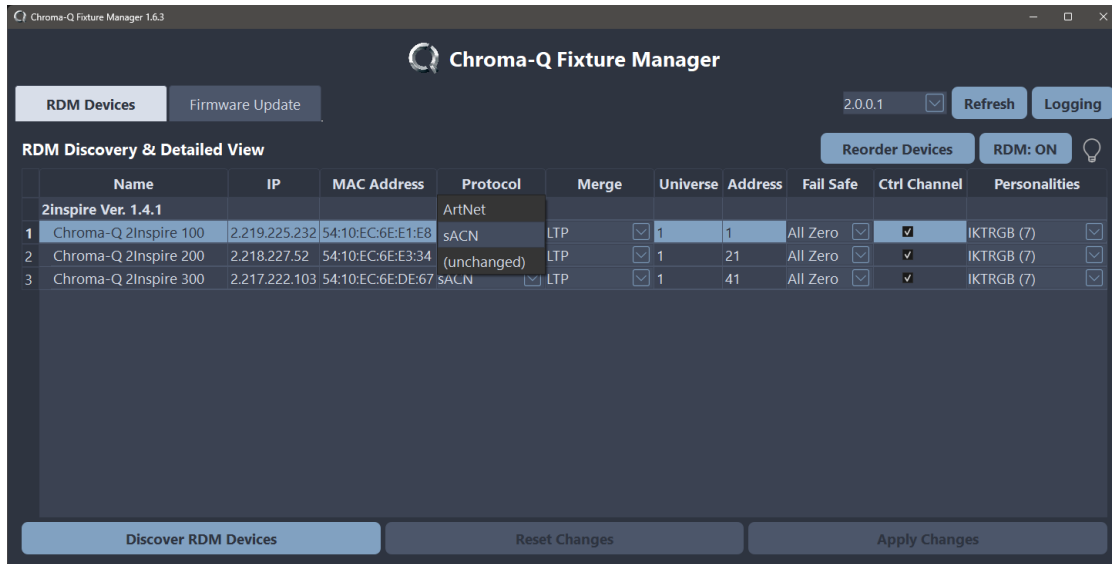 Chroma-Q Fixture Manager 1.6.3
Chroma-Q Fixture Manager
RDM Devices Firmware Update 2.0.0.1 Refresh Logging
RDM Discovery & Detailed View Reorder Devices RDM: ON
Name IP MAC Address Protocol Merge Universe Address Fail Safe Ctrl Channel Personalities
2inspire Ver. 1.4.1 ArtNet
1 Chroma-Q 2Inspire 100 2.219.225.232 54:10:EC:6E:E1:E8 sACN LTP 1 1 All Zero IKTRGB (7)
2 Chroma-Q 2Inspire 200 2.218.227.52 54:10:EC:6E:E3:34 (unchanged) LTP 1 21 All Zero IKTRGB (7)
3 Chroma-Q 2Inspire 300 2.217.222.103 54:10:EC:6E:DE:67 sACN LTP 1 41 All Zero IKTRGB (7)
Discover RDM Devices Reset Changes Apply Changes